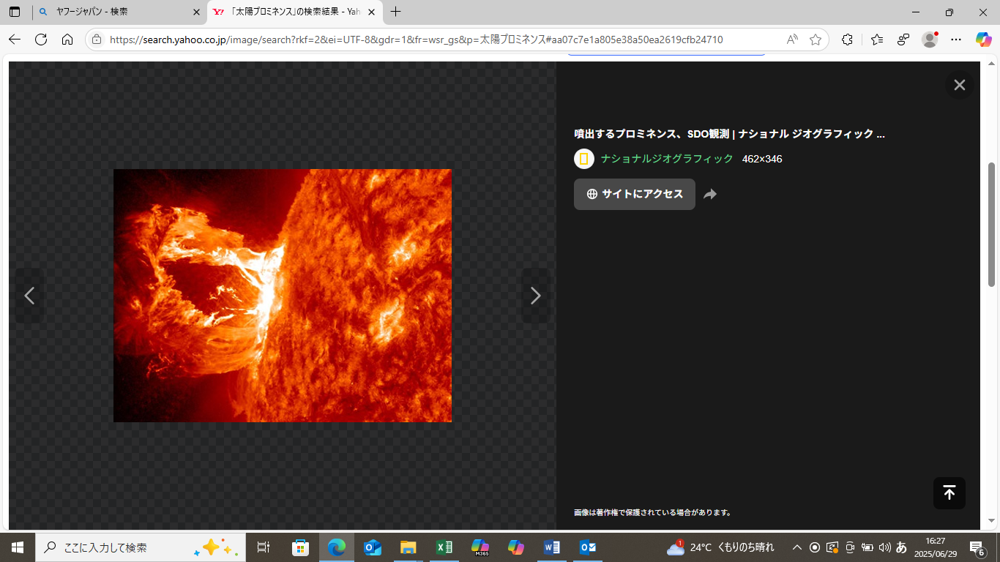 ヤフージャパン - 検索
「太陽プロミネンス」の検索結果 - Yah
https://search.yahoo.co.jp/image/search?rkf=2&ei=UTF-8&gdr=1&fr=wsr_gs&p=太陽プロミネンス#aa07c7e1a805e38a50ea2619cfb24710
噴出するプロミネンス、SDO観測 | ナショナル ジオグラフィック ...
ナショナルジオグラフィック 462×346
サイトにアクセス
画像は著作権で保護されている場合があります。
ここに入力して検索
M365
1
24°C くもりのち晴れ
あ
16:27
2025/06/29
6